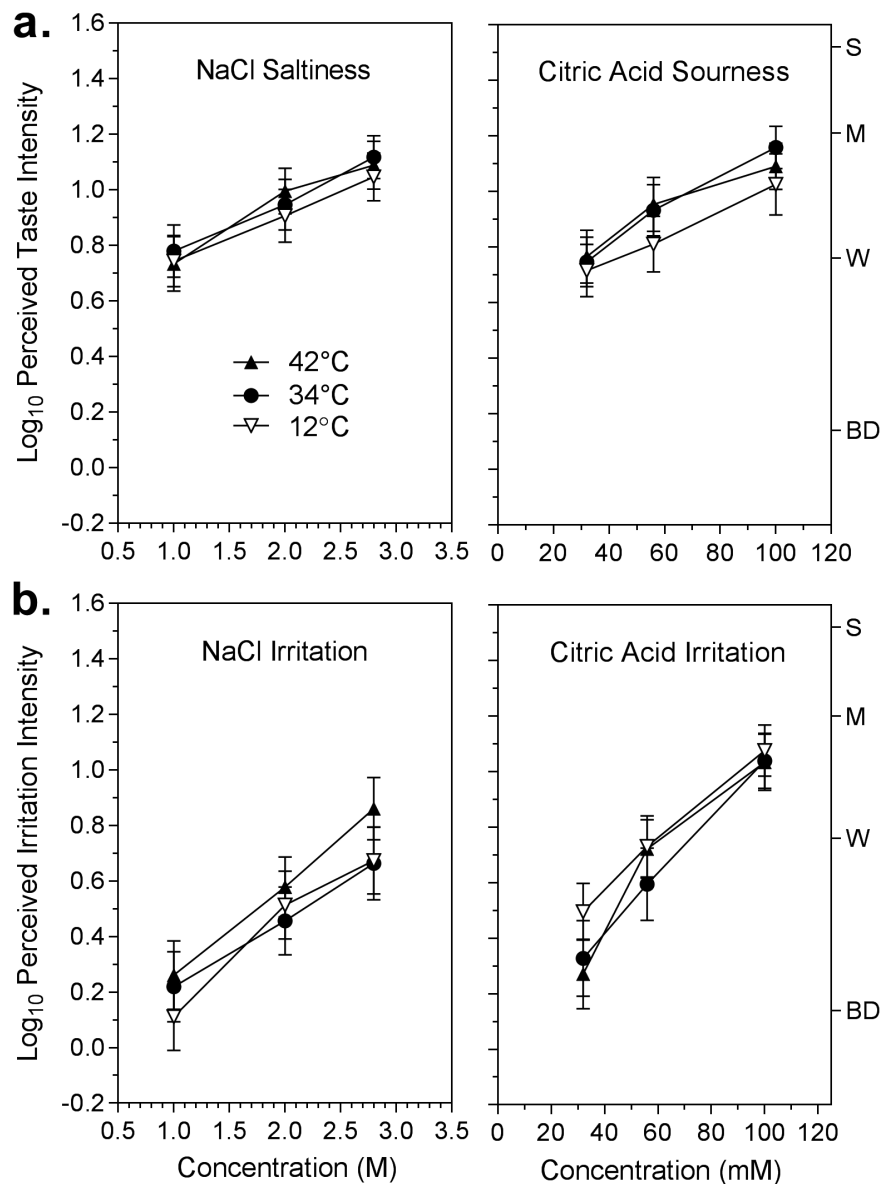 a.
NaCl Saltiness
Citric Acid Sourness
Log10 Perceived Taste Intensity
1.6
1.4
1.2
1.0
0.8
0.6
0.4
0.2
0.0
-0.2
42°C
34°C
12°C
S
M
W
BD
0.5 1.0 1.5 2.0 2.5 3.0 3.5
0 20 40 60 80 100 120
b.
NaCl Irritation
Citric Acid Irritation
Log10 Perceived Irritation Intensity
1.6
1.4
1.2
1.0
0.8
0.6
0.4
0.2
0.0
-0.2
S
M
W
BD
0.5 1.0 1.5 2.0 2.5 3.0 3.5
0 20 40 60 80 100 120
Concentration (M)
Concentration (mM)